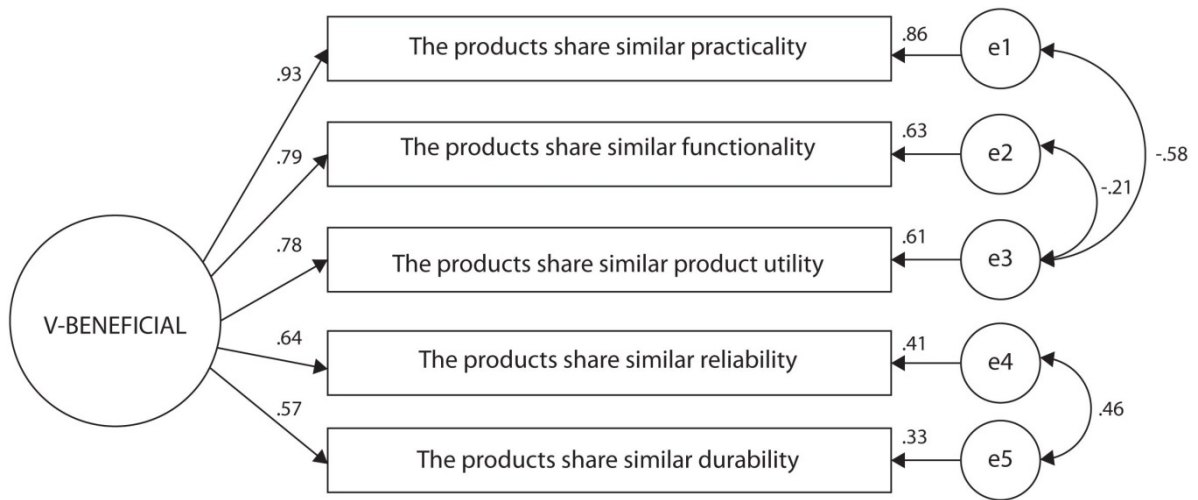 The products share similar practicality
.86
e1
.93
The products share similar functionality
.63
e2
.79
-.58
-.21
The products share similar product utility
.61
e3
.78
V-BENEFICIAL
The products share similar reliability
.41
e4
.64
.46
The products share similar durability
.33
e5
.57